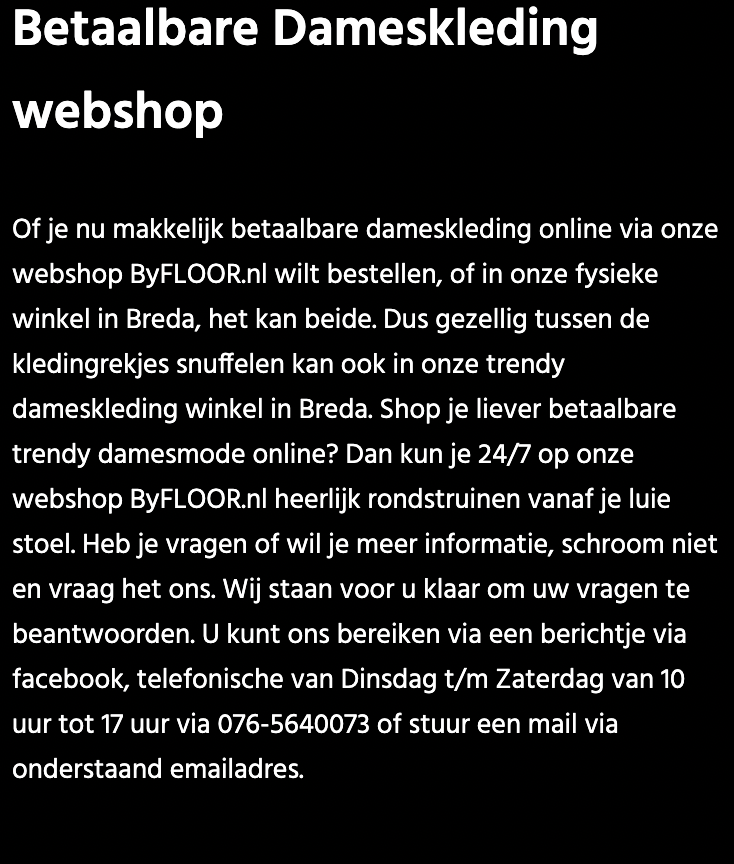 Betaalbare Dameskleding
webshop
Of je nu makkelijk betaalbare dameskleding online via onze
webshop ByFLOOR.nl wilt bestellen, of in onze fysieke
winkel in Breda, het kan beide. Dus gezellig tussen de
kledingrekjes snuffelen kan ook in onze trendy
dameskleding winkel in Breda. Shop je liever betaalbare
trendy damesmode online? Dan kun je 24/7 op onze
webshop ByFLOOR.nl heerlijk rondstruinen vanaf je luie
stoel. Heb je vragen of wil je meer informatie, schroom niet
en vraag het ons. Wij staan voor u klaar om uw vragen te
beantwoorden. U kunt ons bereiken via een berichtje via
facebook, telefonische van Dinsdag t/m Zaterdag van 10
uur tot 17 uur via 076-5640073 of stuur een mail via
onderstaand emailadres.